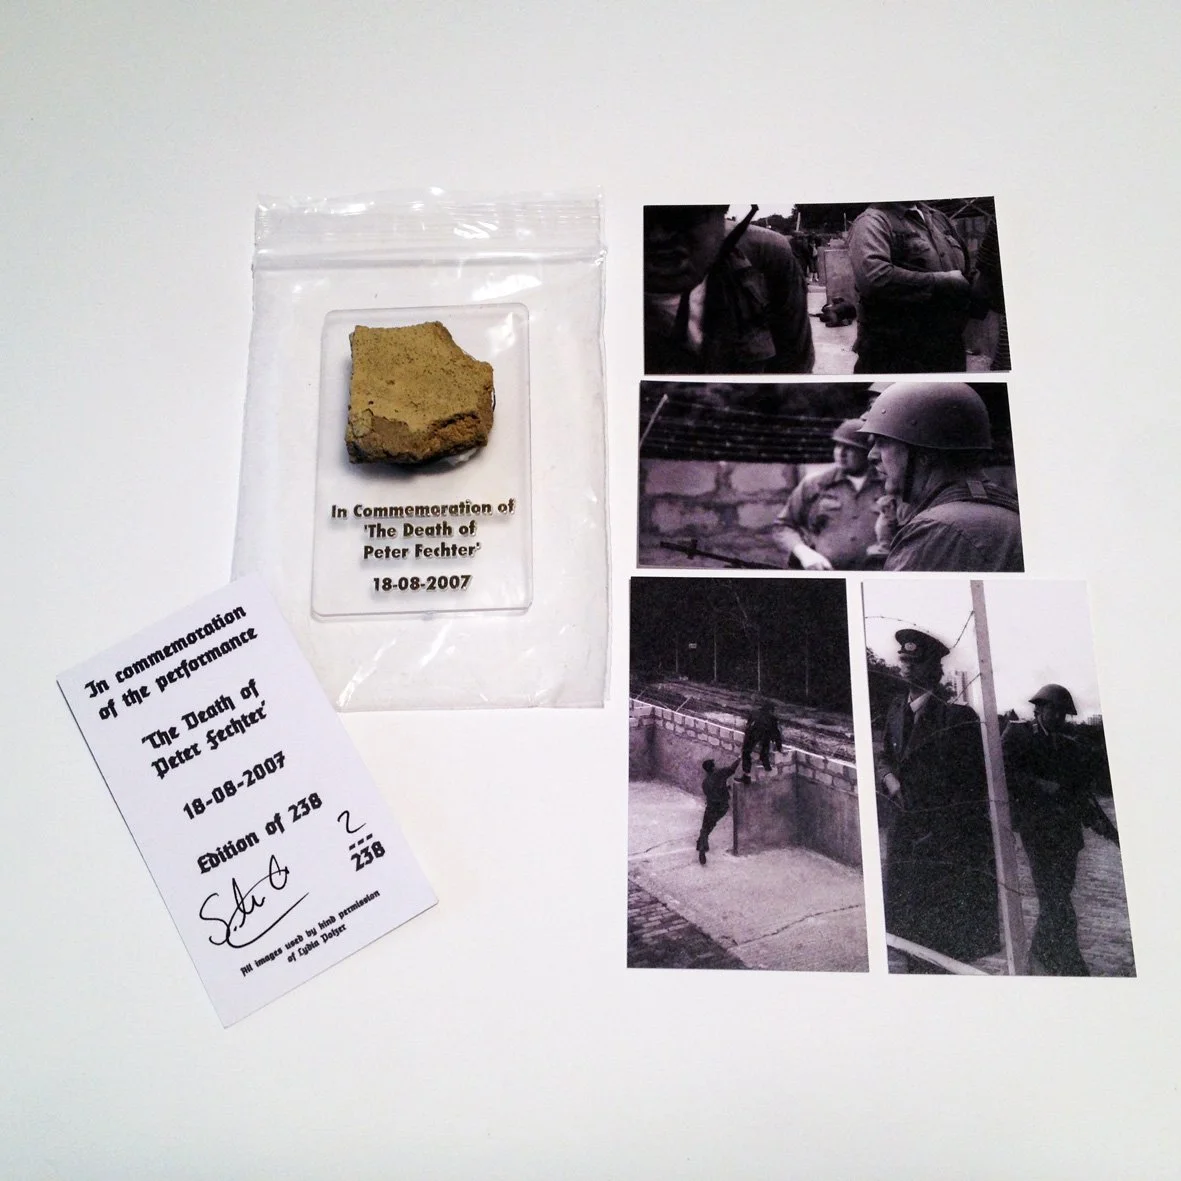 In Commemoration of
'The Death of
Peter Fechter'
18-08-2007
In commemoration
of the performance
'The Death of
Peter Fechter'
18-08-2007
Edition of 238
2
---
238
All images used by kind permission
of Lydia Polzer